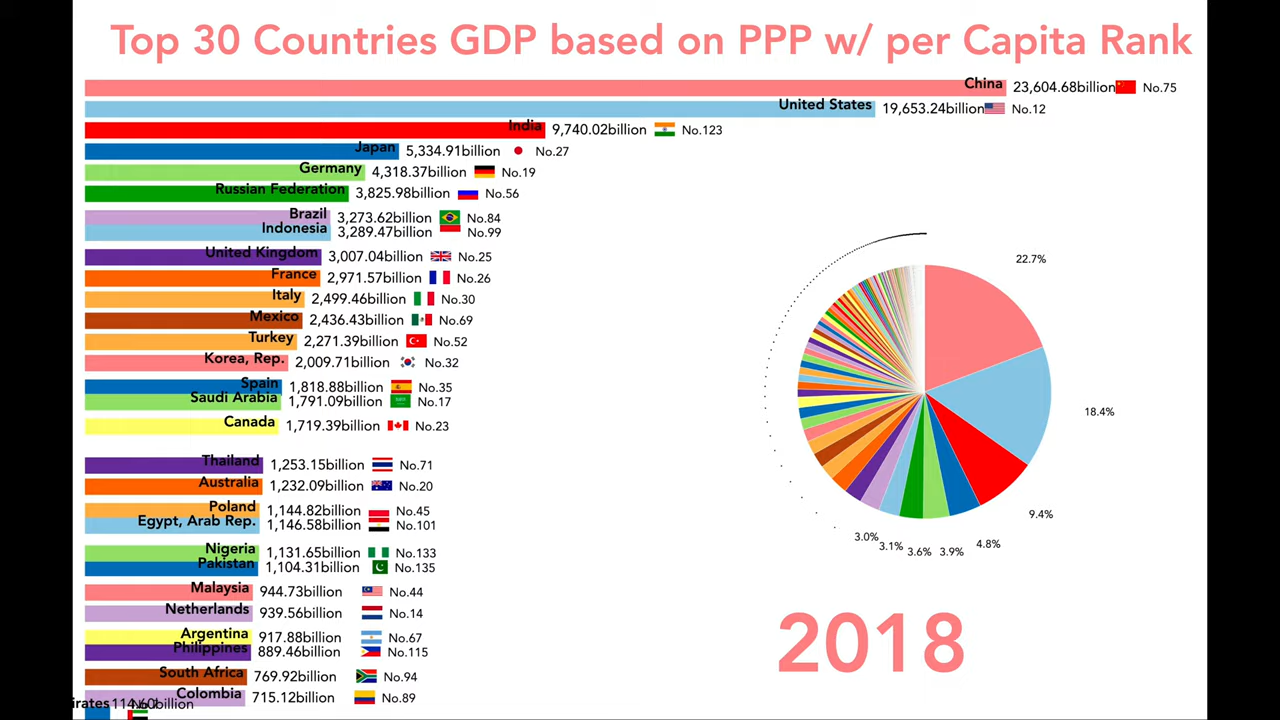 Top 30 Countries GDP based on PPP w/ per Capita Rank
China 23,604.68billion No.75
United States 19,653.24billion No.12
India 9,740.02billion No.123
Japan 5,334.91billion No.27
Germany 4,318.37billion No.19
Russian Federation 3,825.98billion No.56
Brazil 3,273.62billion No.84
Indonesia 3,289.47billion No.99
United Kingdom 3,007.04billion No.25
France 2,971.57billion No.26
Italy 2,499.46billion No.30
Mexico 2,436.43billion No.69
Turkey 2,271.39billion No.52
Korea, Rep. 2,009.71billion No.32
Spain 1,818.88billion No.35
Saudi Arabia 1,791.09billion No.17
Canada 1,719.39billion No.23
Thailand 1,253.15billion No.71
Australia 1,232.09billion No.20
Poland 1,144.82billion No.45
Egypt, Arab Rep. 1,146.58billion No.101
Nigeria 1,131.65billion No.133
Pakistan 1,104.31billion No.135
Malaysia 944.73billion No.44
Netherlands 939.56billion No.14
Argentina 917.88billion No.67
Philippines 889.46billion No.115
South Africa 769.92billion No.94
Colombia 715.12billion No.89
irates
22.7%
18.4%
9.4%
4.8%
3.9%
3.6%
3.1%
3.0%
2018